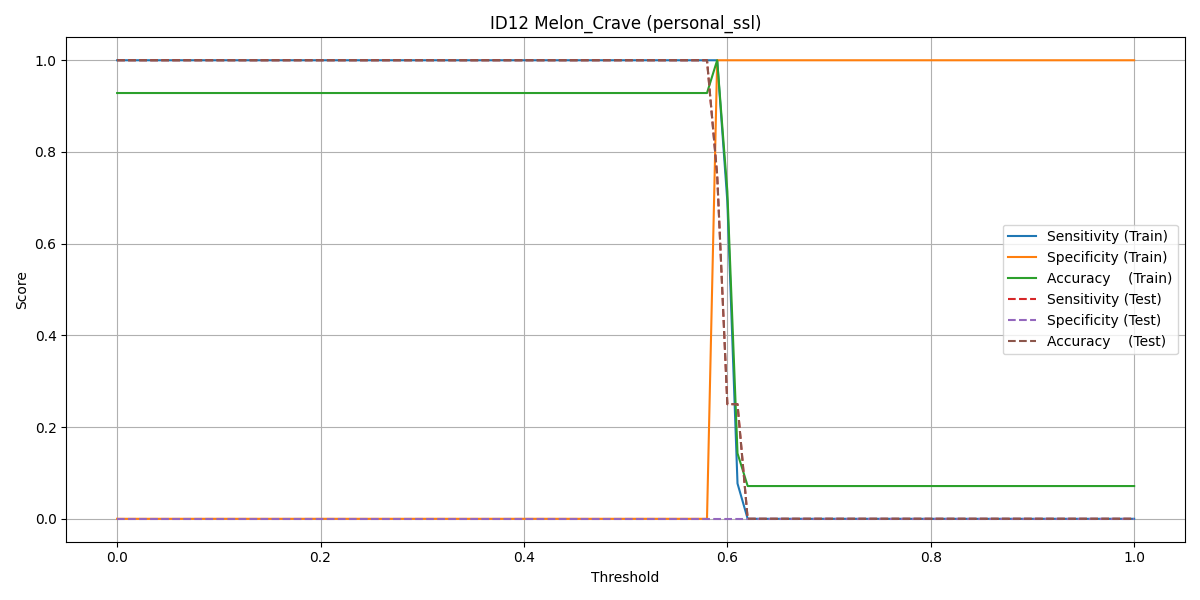 ID12 Melon_Crave (personal_ssl)
1.0
0.8
0.6
0.4
0.2
0.0
Score
Sensitivity (Train)
Specificity (Train)
Accuracy    (Train)
Sensitivity (Test)
Specificity (Test)
Accuracy    (Test)
0.0 0.2 0.4 0.6 0.8 1.0
Threshold